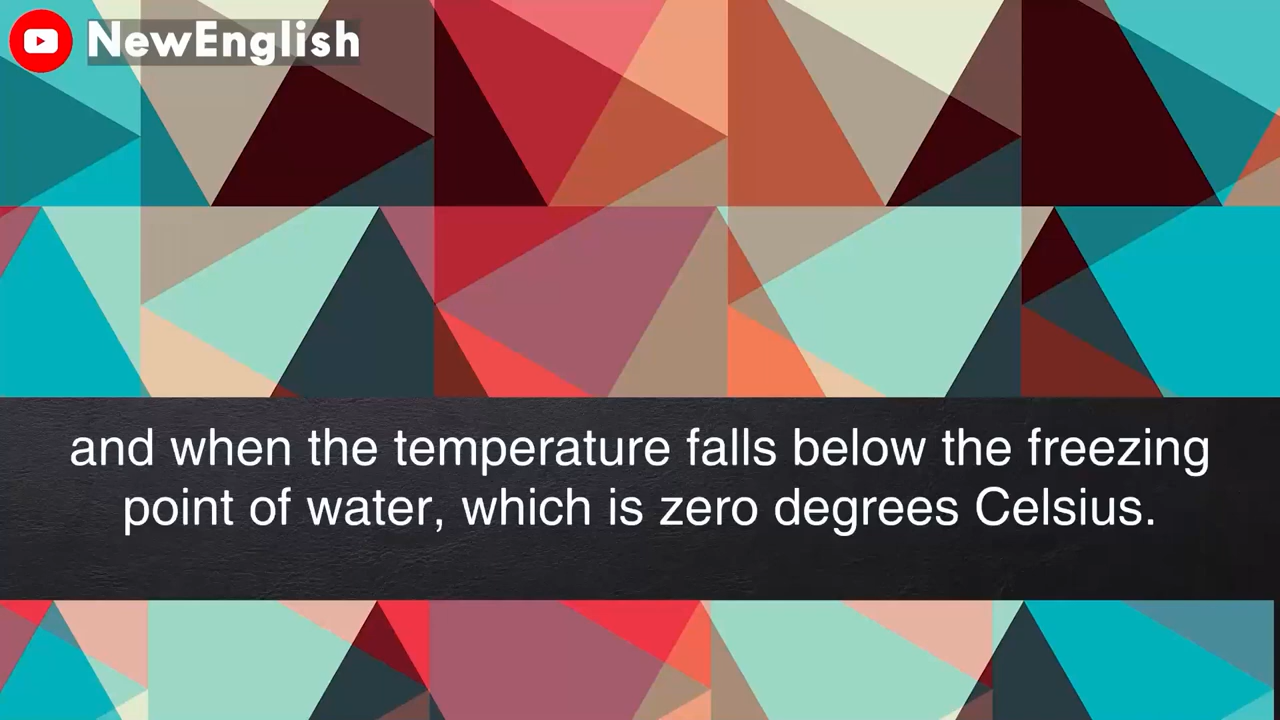 NewEnglish
and when the temperature falls below the freezing
point of water, which is zero degrees Celsius.